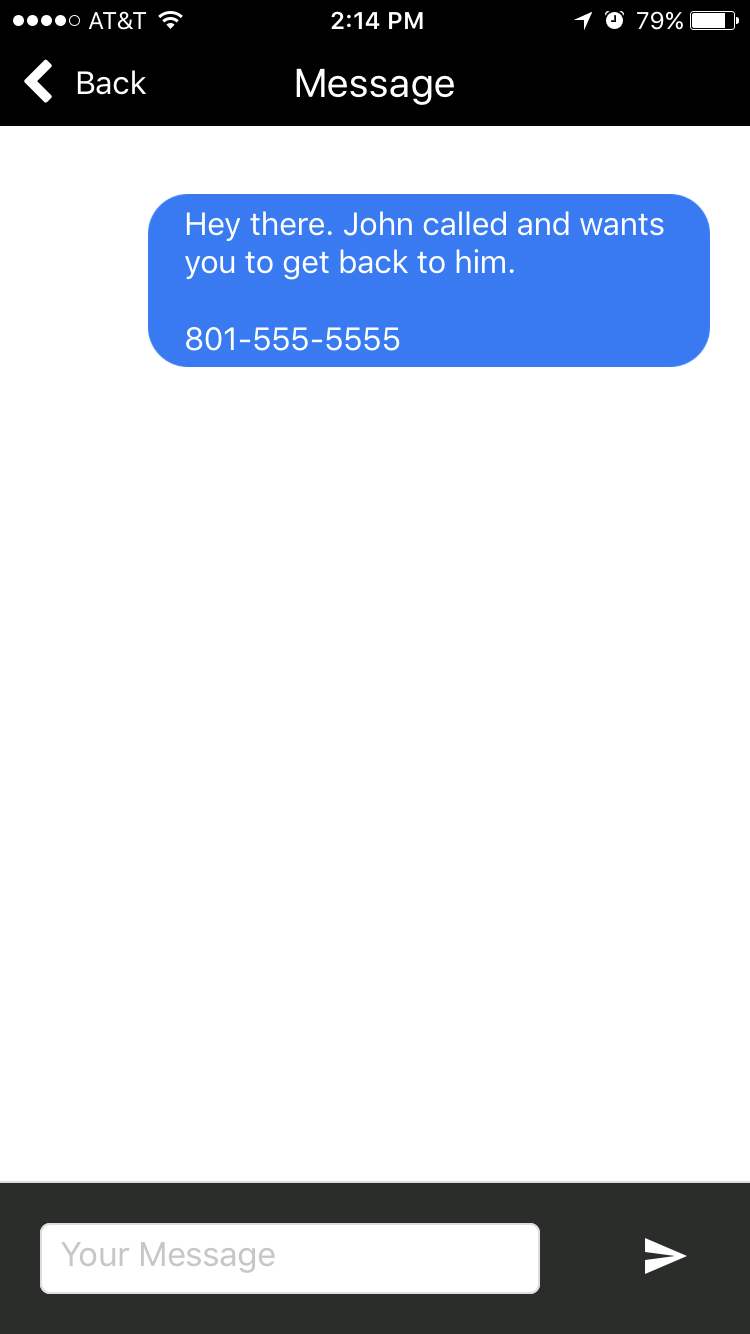 AT&T 2:14 PM 79%
Back Message
Hey there. John called and wants
you to get back to him.
801-555-5555
Your Message